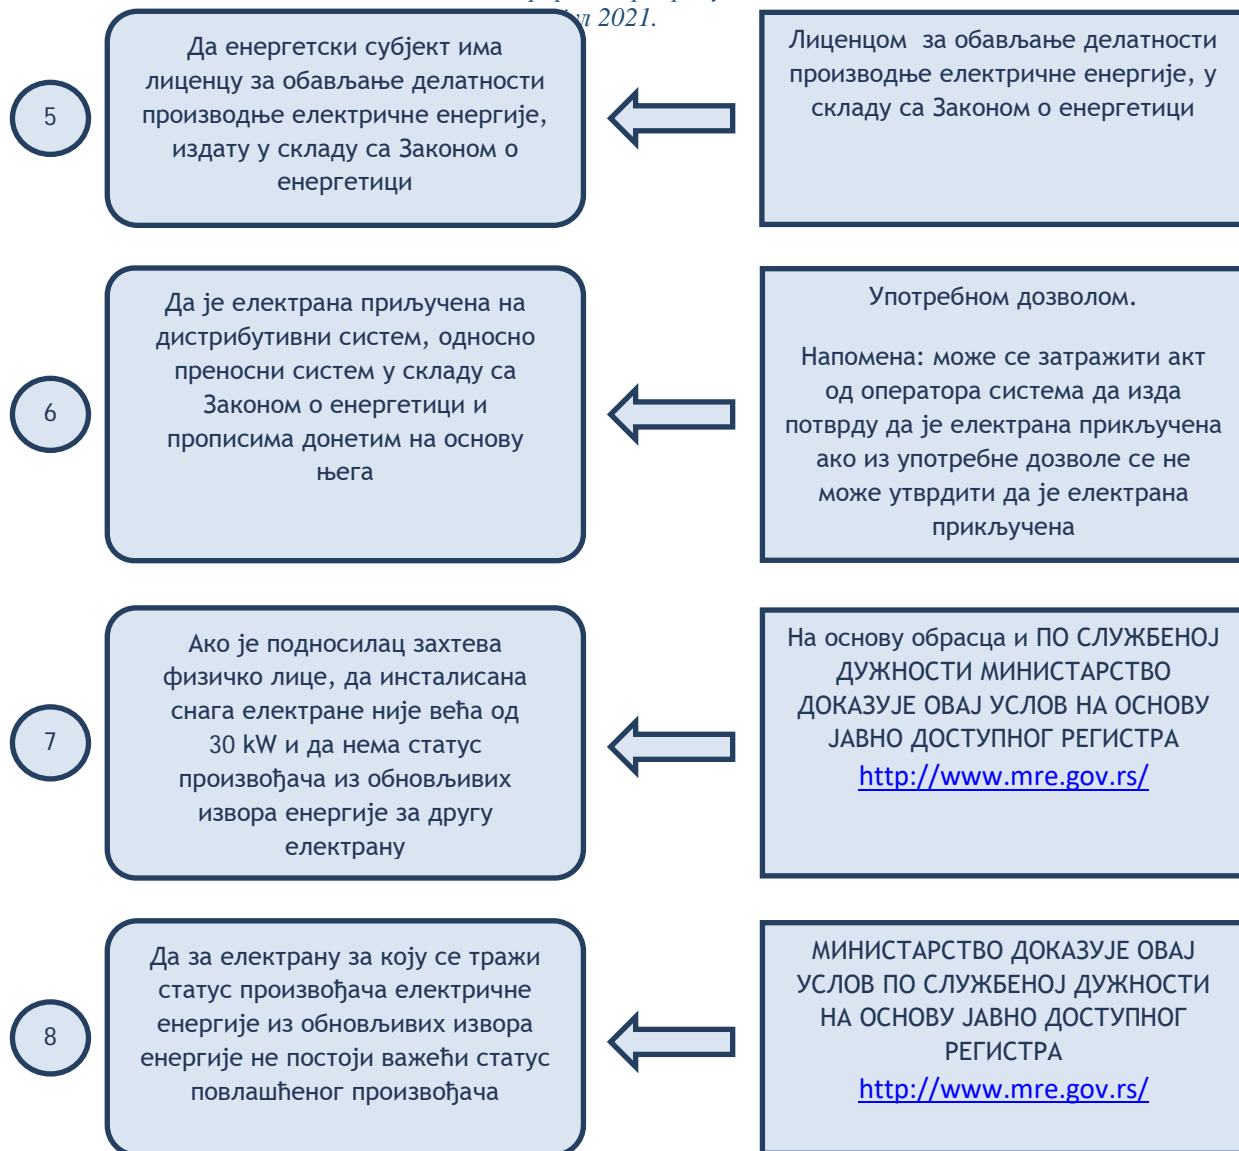 2021.
5
Да енергетски субјект има
лиценцу за обављање делатности
производње електричне енергије,
издату у складу са Законом о
енергетици
Лиценцом за обављање делатности
производње електричне енергије, у
складу са Законом о енергетици
6
Да је електрана приључена на
дистрибутивни систем, односно
преносни систем у складу са
Законом о енергетици и
прописима донетим на основу
њега
Употребном дозволом.
Напомена: може се затражити акт
од оператора система да изда
потврду да је електрана прикључена
ако из употребне дозволе се не
може утврдити да је електрана
прикључена
7
Ако је подносилац захтева
физичко лице, да инсталисана
снага електране није већа од
30 kW и да нема статус
произвођача из обновљивих
извора енергије за другу
електрану
На основу обрасца и ПО СЛУЖБЕНОЈ
ДУЖНОСТИ МИНИСТАРСТВО
ДОКАЗУЈЕ ОВАЈ УСЛОВ НА ОСНОВУ
ЈАВНО ДОСТУПНОГ РЕГИСТРА
http://www.mre.gov.rs/
8
Да за електрану за коју се тражи
статус произвођача електричне
енергије из обновљивих извора
енергије не постоји важећи статус
повлашћеног произвођача
МИНИСТАРСТВО ДОКАЗУЈЕ ОВАЈ
УСЛОВ ПО СЛУЖБЕНОЈ ДУЖНОСТИ
НА ОСНОВУ ЈАВНО ДОСТУПНОГ
РЕГИСТРА
http://www.mre.gov.rs/